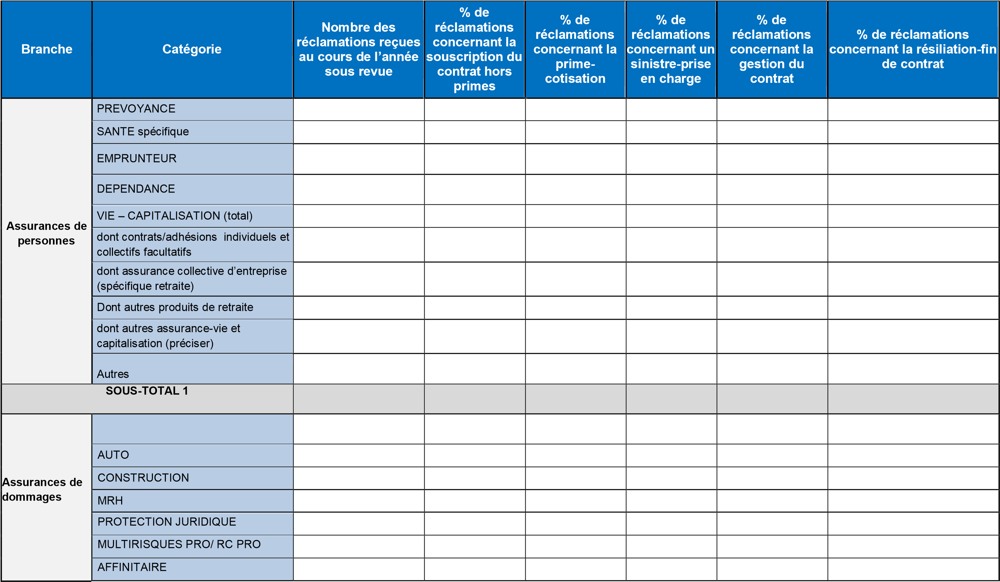 Branche
Catégorie
Nombre des
réclamations reçues
au cours de l’année
sous revue
% de
réclamations
concernant la
souscription du
contrat hors
primes
% de
réclamations
concernant la
prime-
cotisation
% de
réclamations
concernant un
sinistre-prise
en charge
% de
réclamations
concernant la
gestion du
contrat
% de réclamations
concernant la résiliation-fin
de contrat
Assurances de
personnes
PREVOYANCE
SANTE spécifique
EMPRUNTEUR
DEPENDANCE
VIE – CAPITALISATION (total)
dont contrats/adhésions  individuels et
collectifs facultatifs
dont assurance collective d’entreprise
(spécifique retraite)
Dont autres produits de retraite
dont autres assurance-vie et
capitalisation (préciser)
Autres
SOUS-TOTAL 1
Assurances de
dommages
AUTO
CONSTRUCTION
MRH
PROTECTION JURIDIQUE
MULTIRISQUES PRO/ RC PRO
AFFINITAIRE